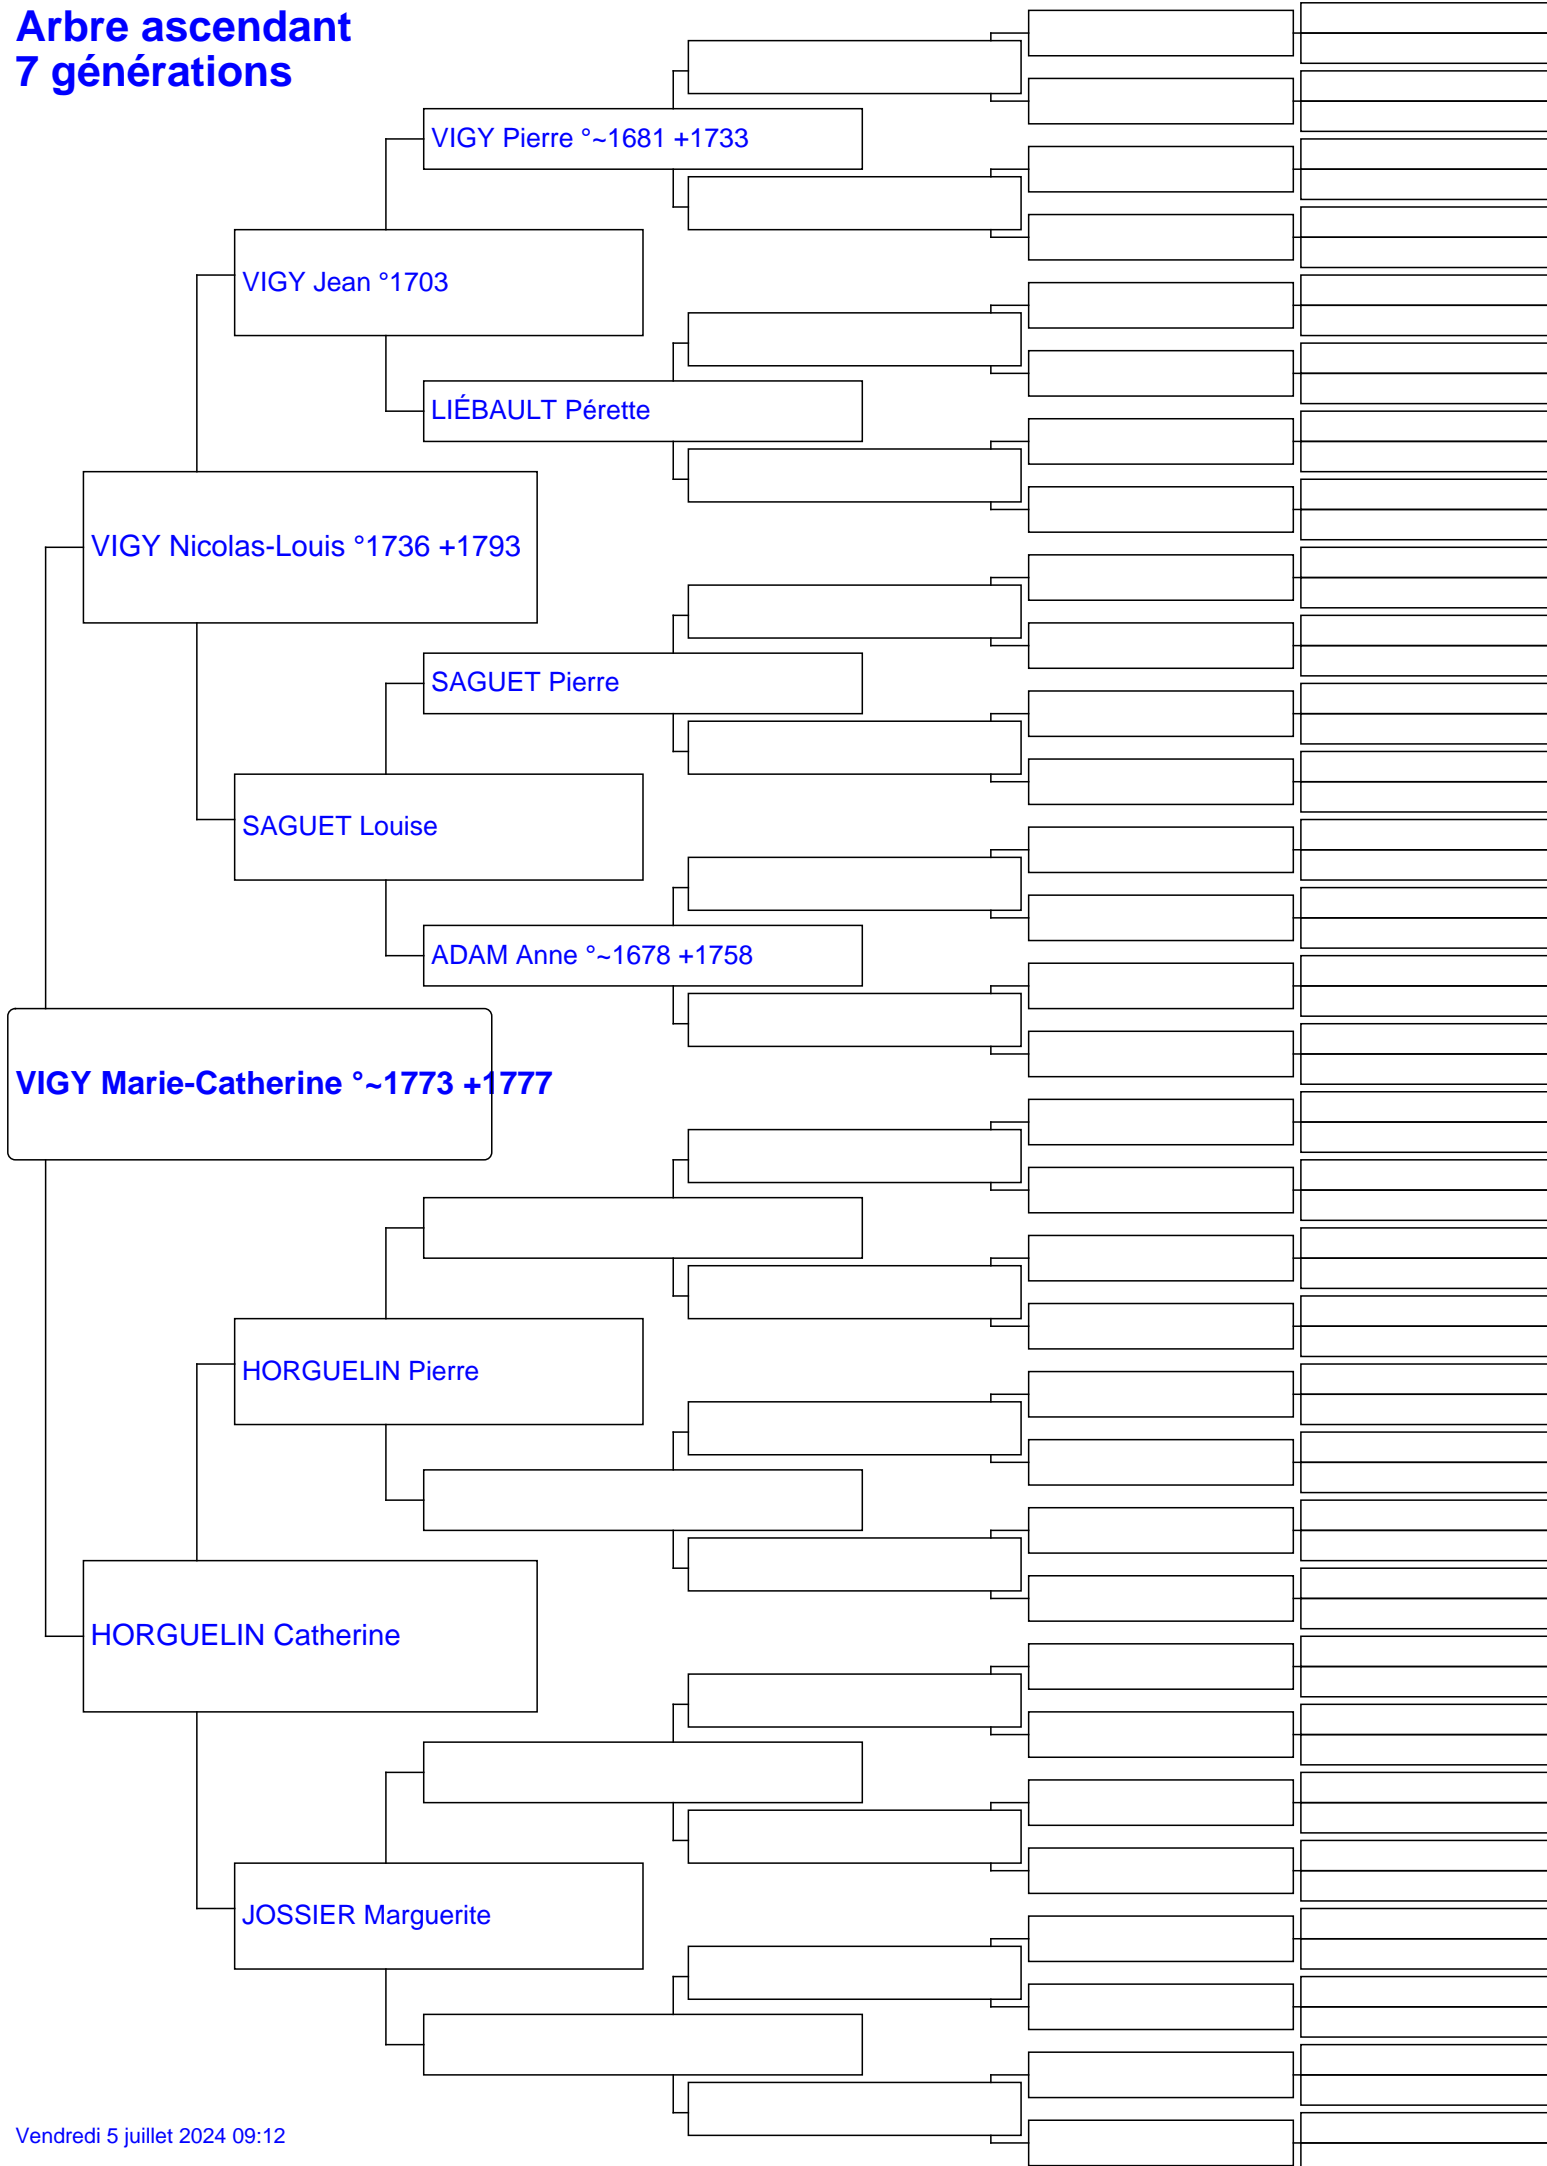 Arbre ascendant
7 générations
VIGY Pierre °~1681 +1733
VIGY Jean °1703
LIÉBAULT Pérette
VIGY Nicolas-Louis °1736 +1793
SAGUET Pierre
SAGUET Louise
ADAM Anne °~1678 +1758
VIGY Marie-Catherine °~1773 +1777
HORGUELIN Pierre
HORGUELIN Catherine
JOSSIER Marguerite
Vendredi 5 juillet 2024 09:12